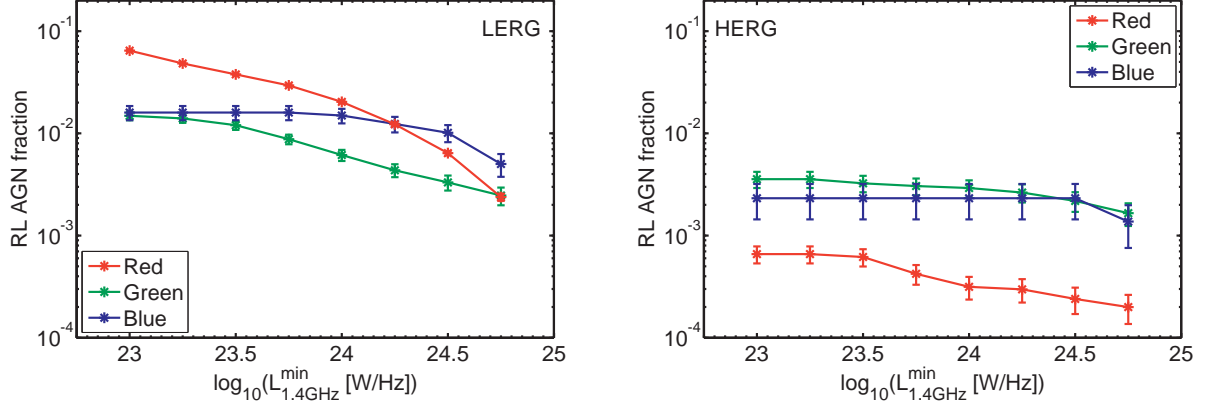 LERG
RL AGN fraction
10^-1
10^-2
10^-3
10^-4
Red
Green
Blue
23
23.5
24
24.5
25
log10(L^min_1.4GHz [W/Hz])
HERG
RL AGN fraction
10^-1
10^-2
10^-3
10^-4
Red
Green
Blue
23
23.5
24
24.5
25
log10(L^min_1.4GHz [W/Hz])